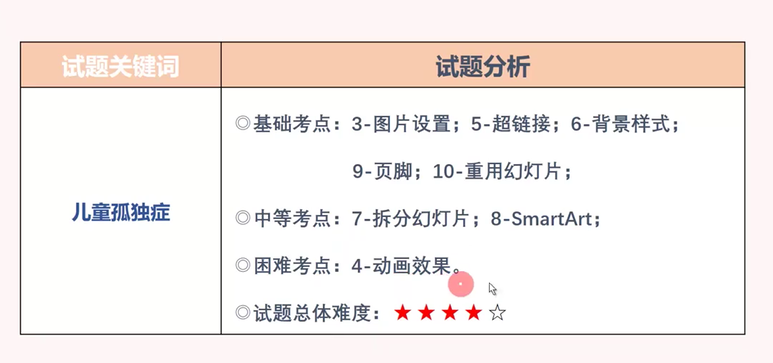 试题关键词
试题分析
儿童孤独症
◎基础考点：3-图片设置；5-超链接；6-背景样式；
9-页脚；10-重用幻灯片；
◎中等考点：7-拆分幻灯片；8-SmartArt；
◎困难考点：4-动画效果。
◎试题总体难度：★★★★☆